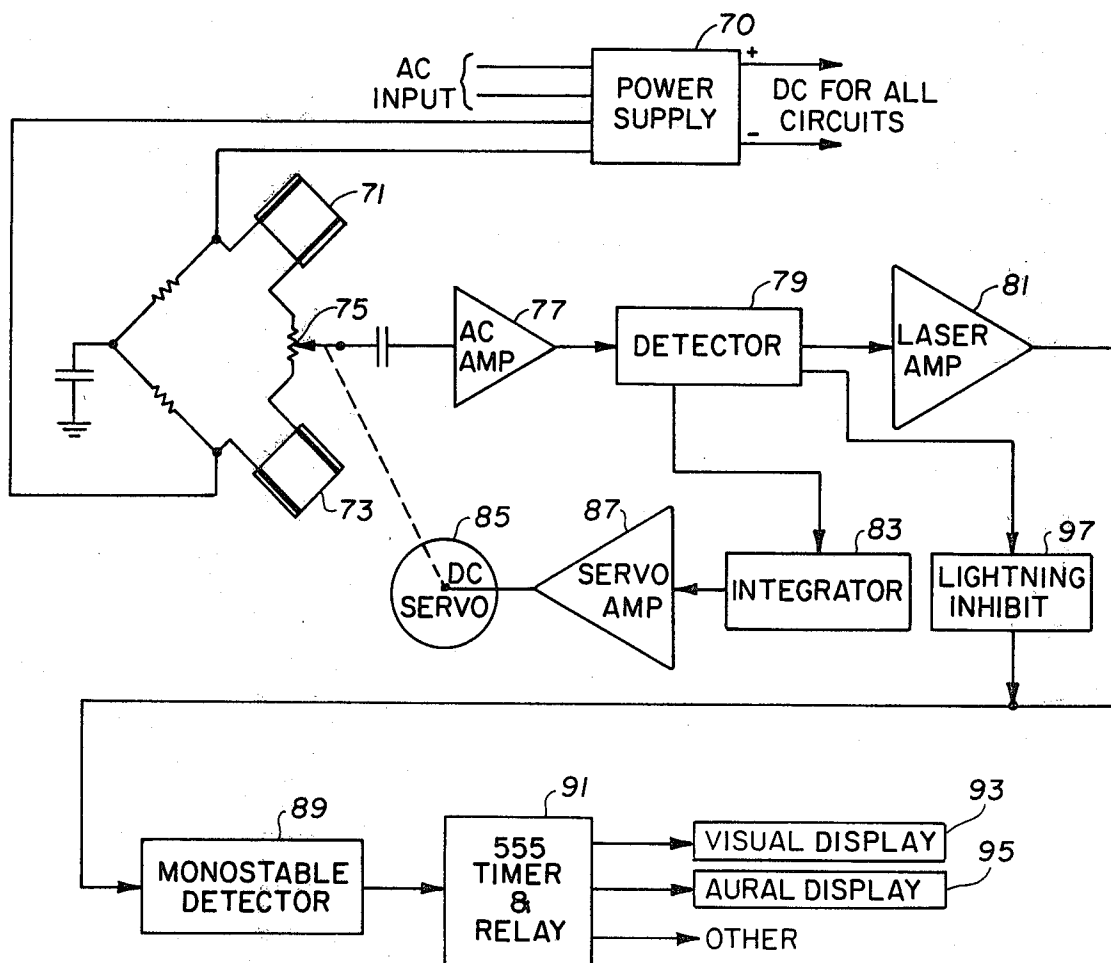 70
AC
INPUT
POWER
SUPPLY
+
DC FOR ALL
CIRCUITS
-
71
75
77
AC
AMP
79
DETECTOR
81
LASER
AMP
73
85
DC
SERVO
87
SERVO
AMP
83
INTEGRATOR
97
LIGHTNING
INHIBIT
89
MONOSTABLE
DETECTOR
91
555
TIMER
&
RELAY
93
VISUAL DISPLAY
95
AURAL DISPLAY
OTHER